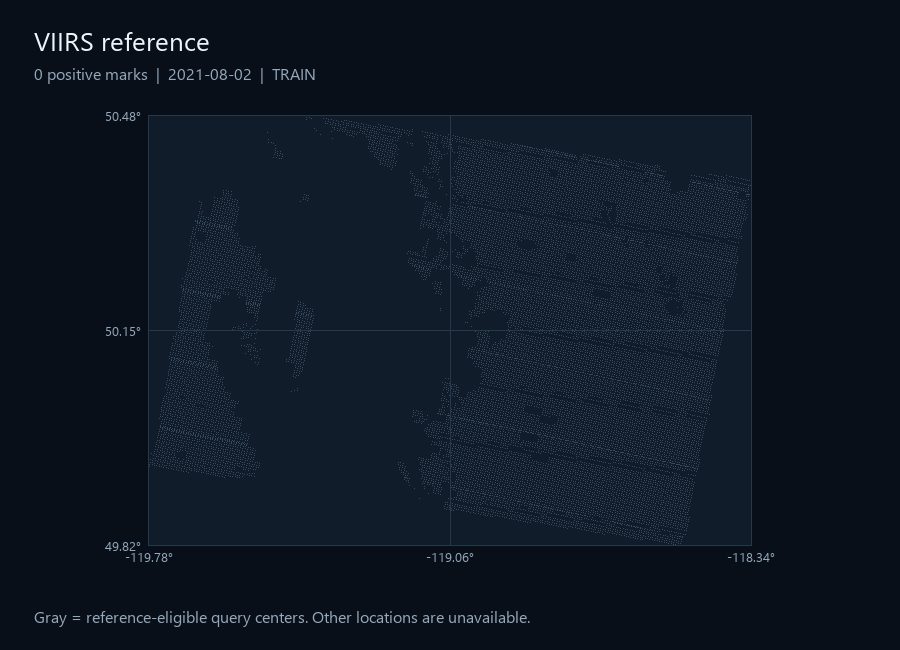 VIIRS reference
0 positive marks | 2021-08-02 | TRAIN
50.48°
50.15°
49.82°
-119.78°
-119.06°
-118.34°
Gray = reference-eligible query centers. Other locations are unavailable.